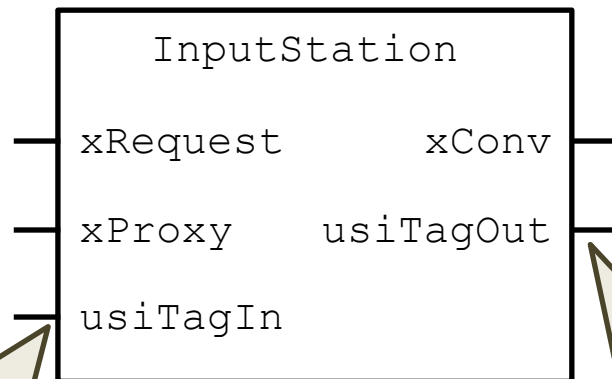 InputStation
xRequest xConv
xProxy usiTagOut
usiTagIn